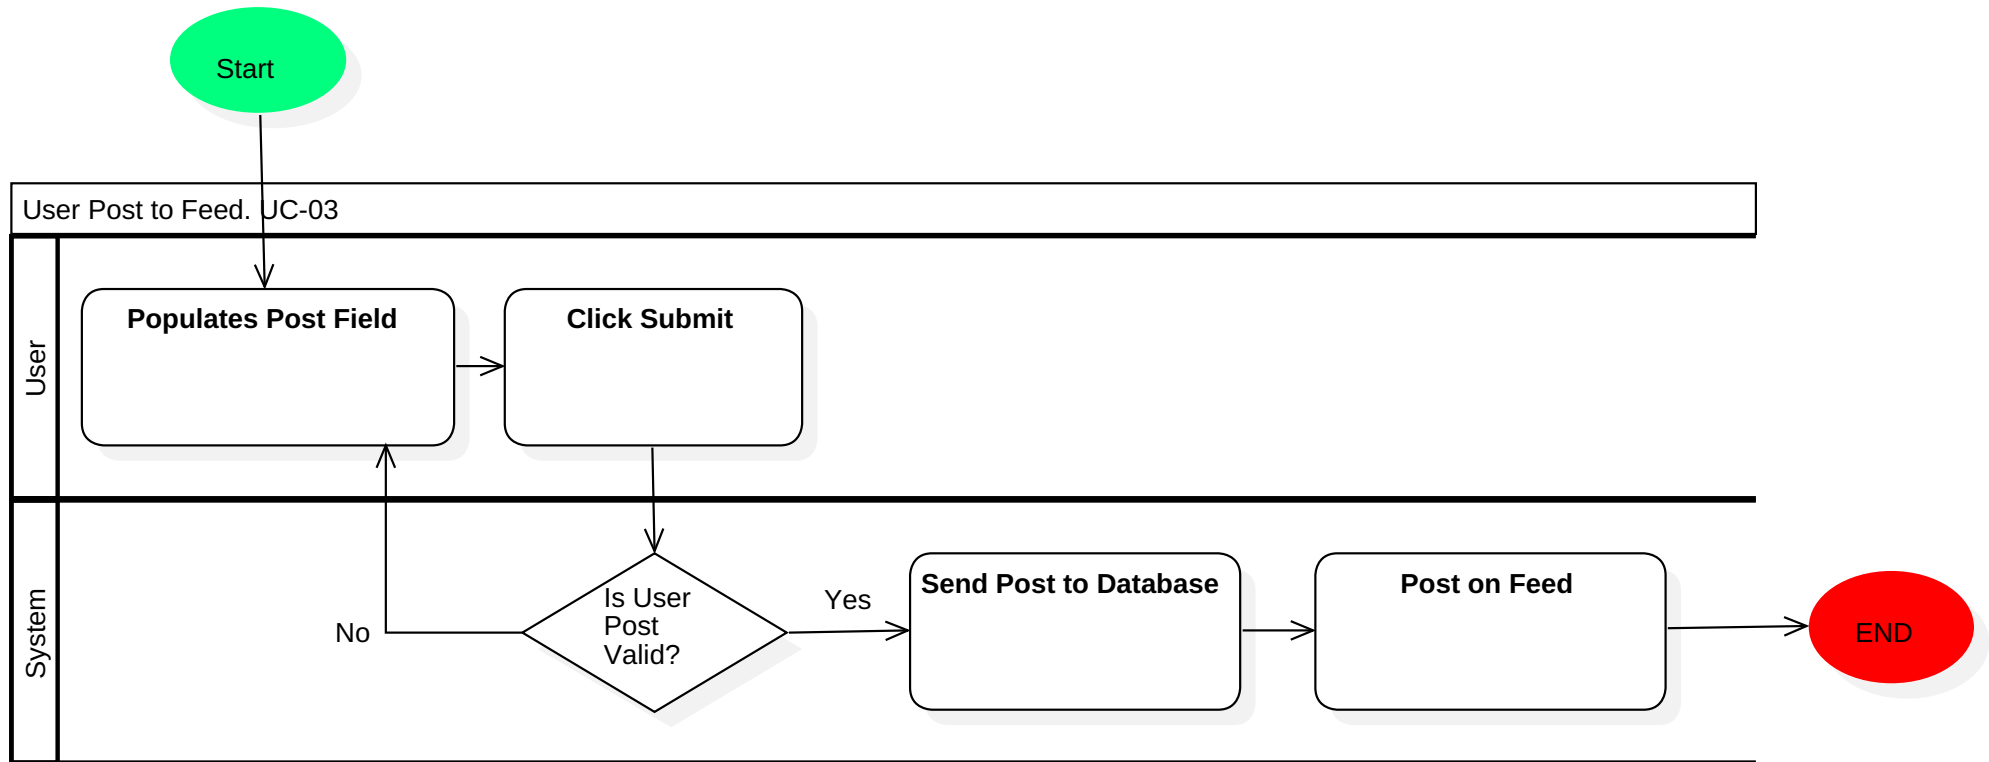 Start
User Post to Feed. UC-03
User
Populates Post Field
Click Submit
System
No
Is User
Post
Valid?
Yes
Send Post to Database
Post on Feed
END